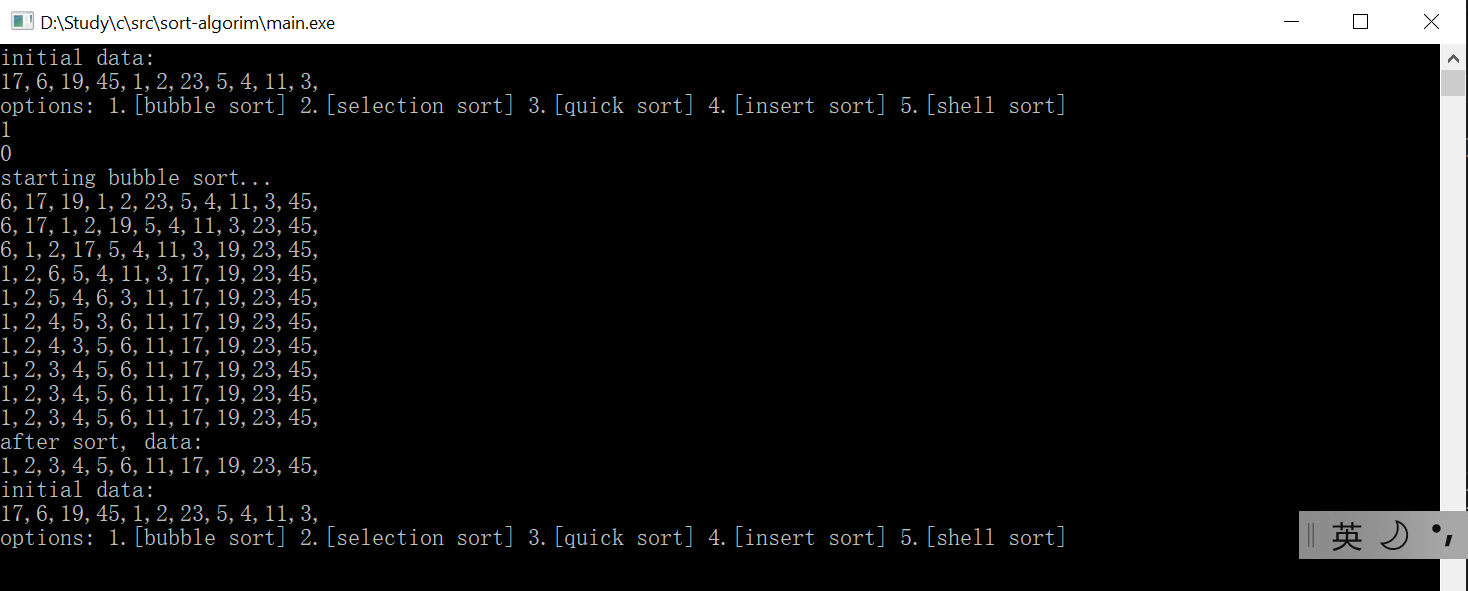 D:\Study\c\src\sort-algorim\main.exe
initial data:
17,6,19,45,1,2,23,5,4,11,3,
options: 1.[bubble sort] 2.[selection sort] 3.[quick sort] 4.[insert sort] 5.[shell sort]
1
0
starting bubble sort...
6,17,19,1,2,23,5,4,11,3,45,
6,17,1,2,19,5,4,11,3,23,45,
6,1,2,17,5,4,11,3,19,23,45,
1,2,6,5,4,11,3,17,19,23,45,
1,2,5,4,6,3,11,17,19,23,45,
1,2,4,5,3,6,11,17,19,23,45,
1,2,4,3,5,6,11,17,19,23,45,
1,2,3,4,5,6,11,17,19,23,45,
1,2,3,4,5,6,11,17,19,23,45,
1,2,3,4,5,6,11,17,19,23,45,
after sort, data:
1,2,3,4,5,6,11,17,19,23,45,
initial data:
17,6,19,45,1,2,23,5,4,11,3,
options: 1.[bubble sort] 2.[selection sort] 3.[quick sort] 4.[insert sort] 5.[shell sort]
英